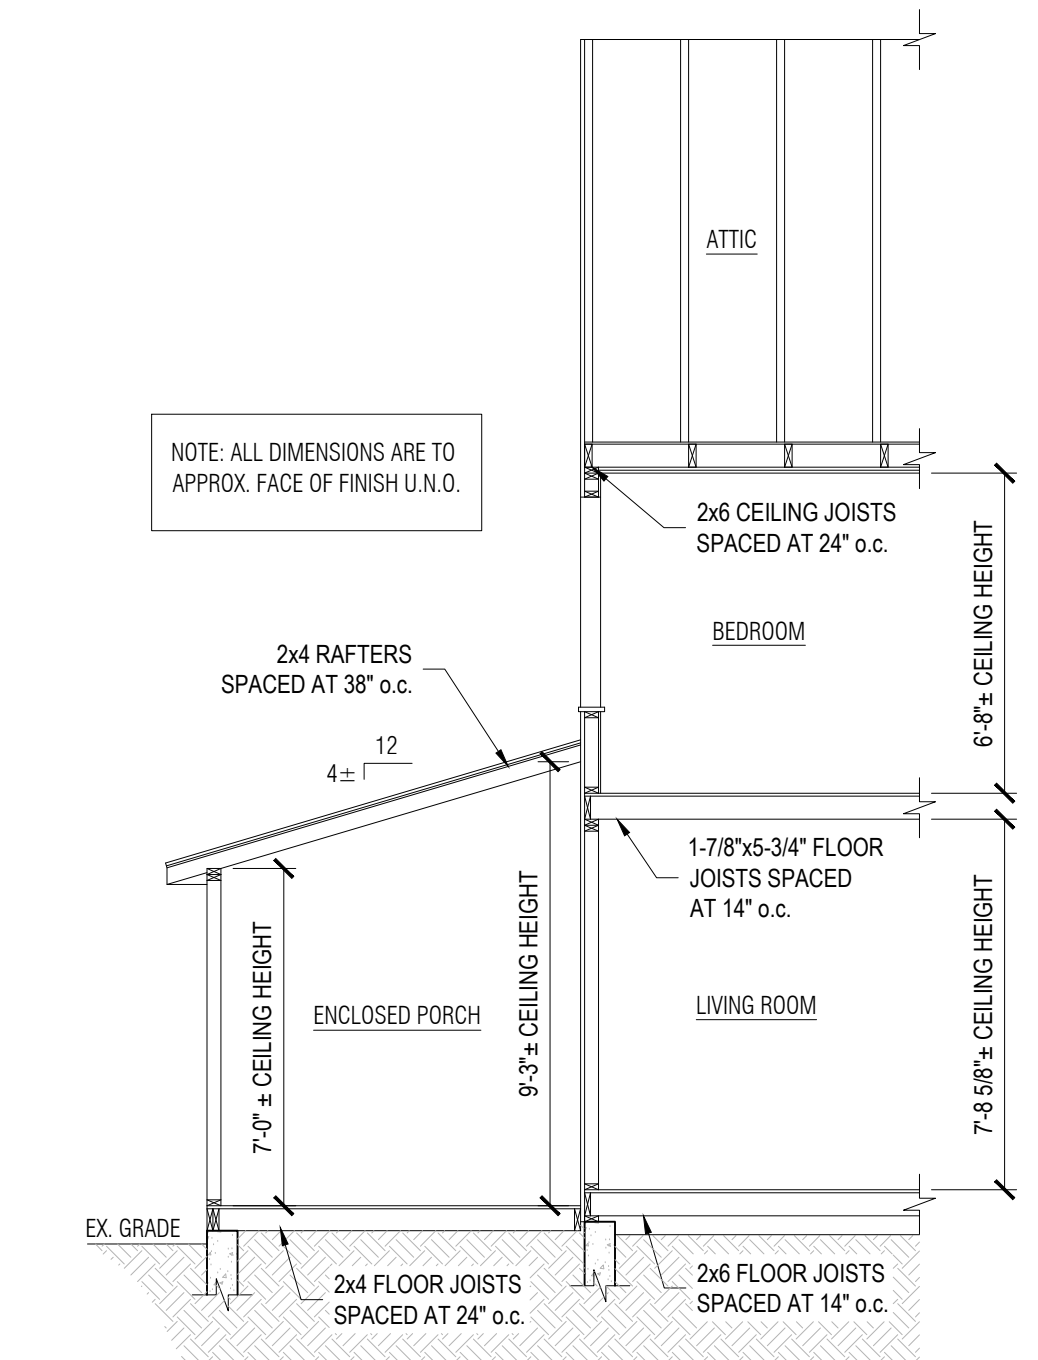 ATTIC
NOTE: ALL DIMENSIONS ARE TO
APPROX. FACE OF FINISH U.N.O.
2x6 CEILING JOISTS
SPACED AT 24" o.c.
6'-8"± CEILING HEIGHT
BEDROOM
2x4 RAFTERS
SPACED AT 38" o.c.
12
4±
1-7/8"x5-3/4" FLOOR
JOISTS SPACED
AT 14" o.c.
7'-0" ± CEILING HEIGHT
ENCLOSED PORCH
9'-3"± CEILING HEIGHT
LIVING ROOM
7'-8 5/8"± CEILING HEIGHT
EX. GRADE
2x4 FLOOR JOISTS
SPACED AT 24" o.c.
2x6 FLOOR JOISTS
SPACED AT 14" o.c.